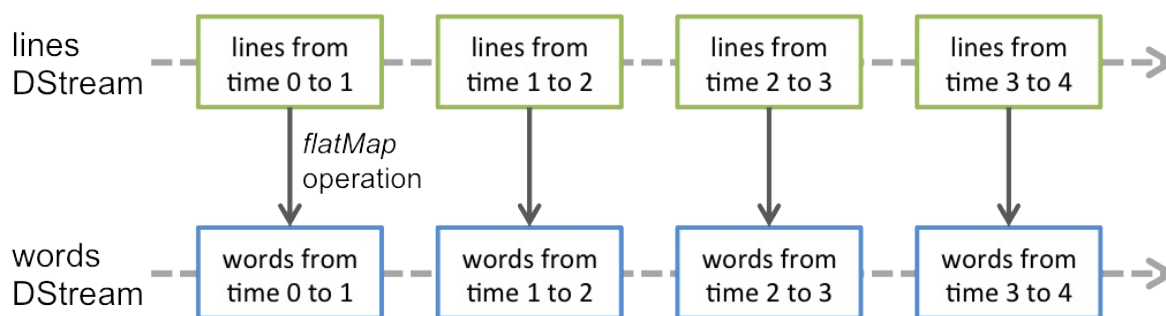 lines
DStream
lines from
time 0 to 1
lines from
time 1 to 2
lines from
time 2 to 3
lines from
time 3 to 4
flatMap
operation
words
DStream
words from
time 0 to 1
words from
time 1 to 2
words from
time 2 to 3
words from
time 3 to 4